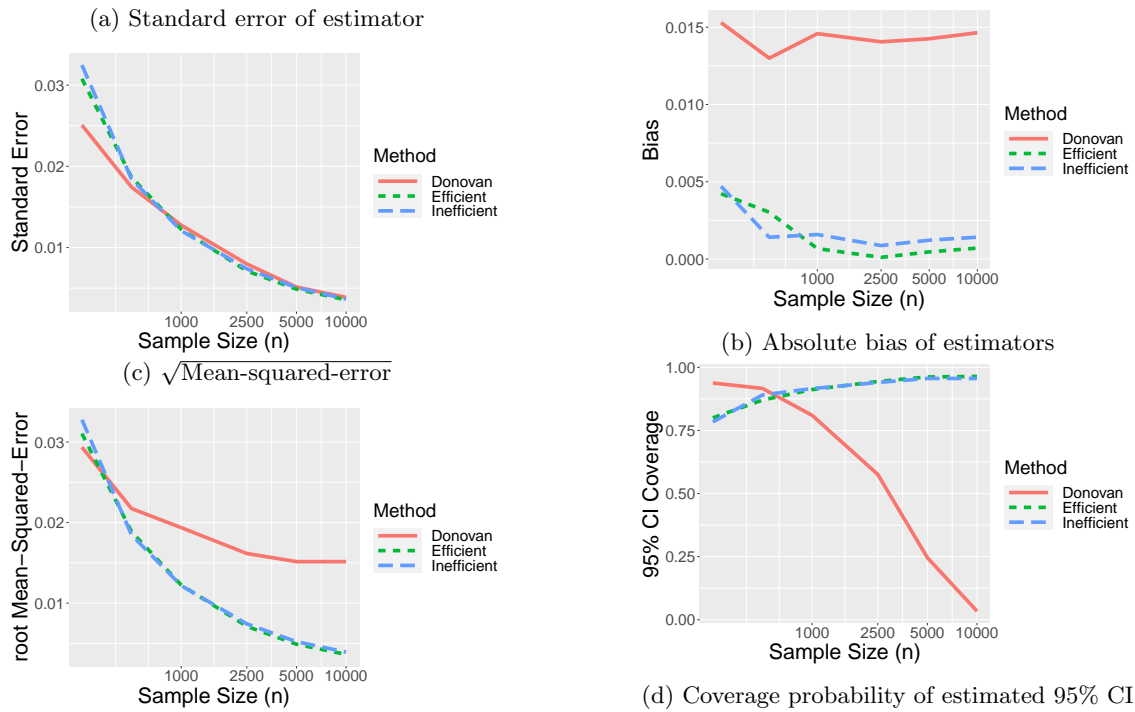 (a) Standard error of estimator
0.03
0.02
0.01
Standard Error
1000 2500 5000 10000
Sample Size (n)
Method
Donovan
Efficient
Inefficient
0.015
0.010
0.005
0.000
Bias
1000 2500 5000 10000
Sample Size (n)
Method
Donovan
Efficient
Inefficient
(b) Absolute bias of estimators
(c) √Mean-squared-error
0.03
0.02
0.01
root Mean−Squared−Error
1000 2500 5000 10000
Sample Size (n)
Method
Donovan
Efficient
Inefficient
1.00
0.75
0.50
0.25
0.00
95% CI Coverage
1000 2500 5000 10000
Sample Size (n)
Method
Donovan
Efficient
Inefficient
(d) Coverage probability of estimated 95% CI